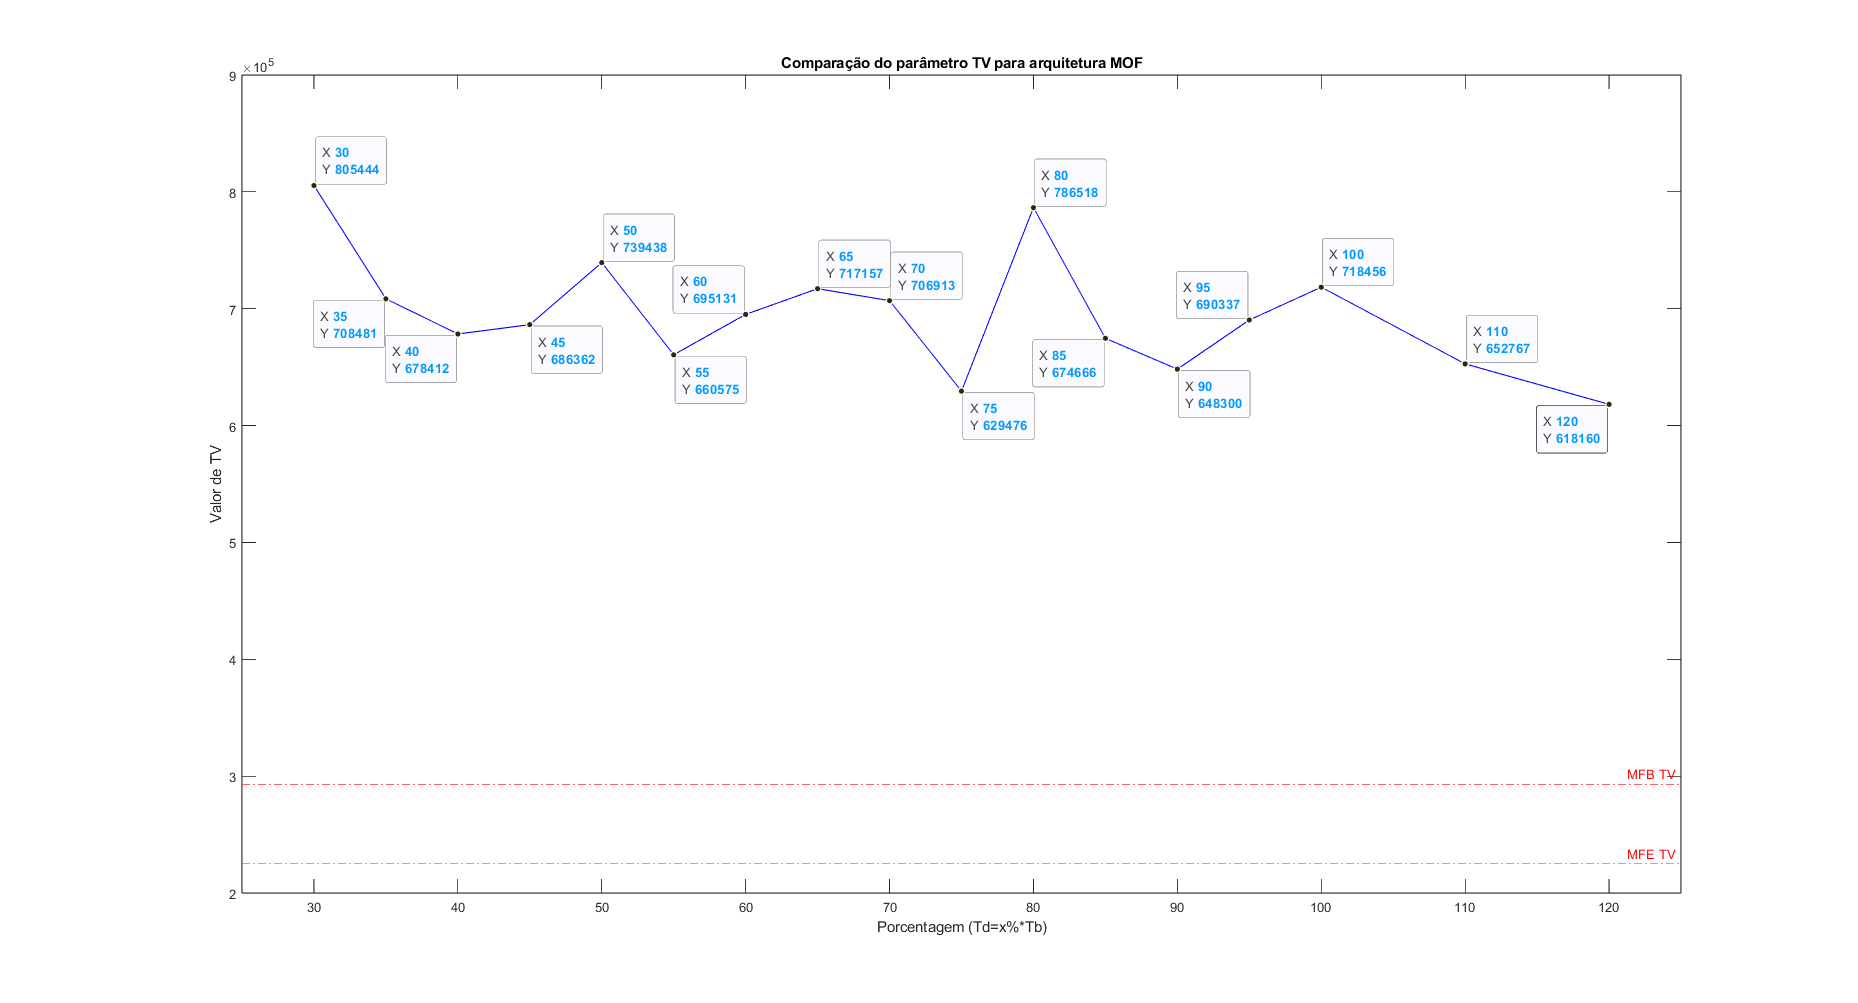 Comparação do parâmetro TV para arquitetura MOF
×10^5
9
8
7
6
5
4
3
2
Valor de TV
X 30
Y 805444
X 35
Y 708481
X 40
Y 678412
X 45
Y 686362
X 50
Y 739438
X 55
Y 660575
X 60
Y 695131
X 65
Y 717157
X 70
Y 706913
X 75
Y 629476
X 80
Y 786518
X 85
Y 674666
X 90
Y 648300
X 95
Y 690337
X 100
Y 718456
X 110
Y 652767
X 120
Y 618160
MFB TV
MFE TV
30 40 50 60 70 80 90 100 110 120
Porcentagem (Td=x%*Tb)